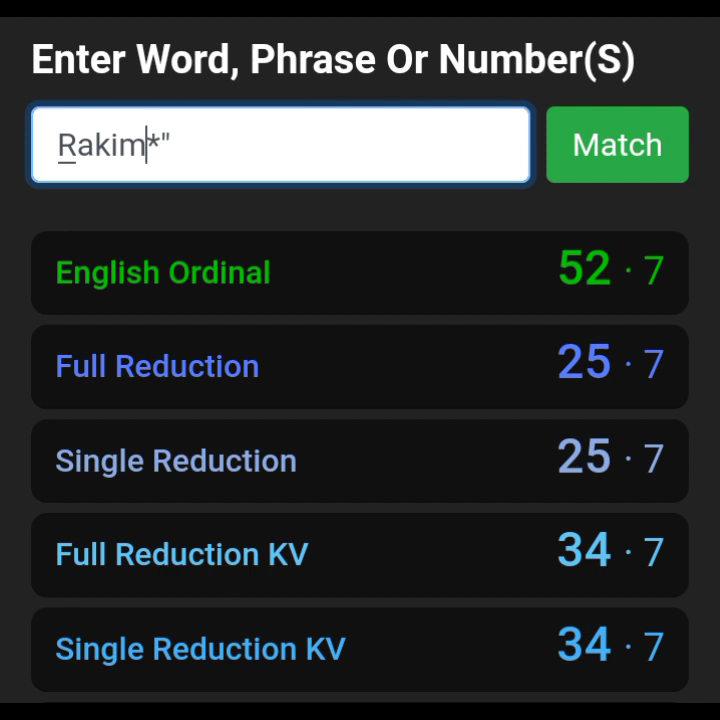 Enter Word, Phrase Or Number(S)
Rakim*"
Match
English Ordinal 52 · 7
Full Reduction 25 · 7
Single Reduction 25 · 7
Full Reduction KV 34 · 7
Single Reduction KV 34 · 7